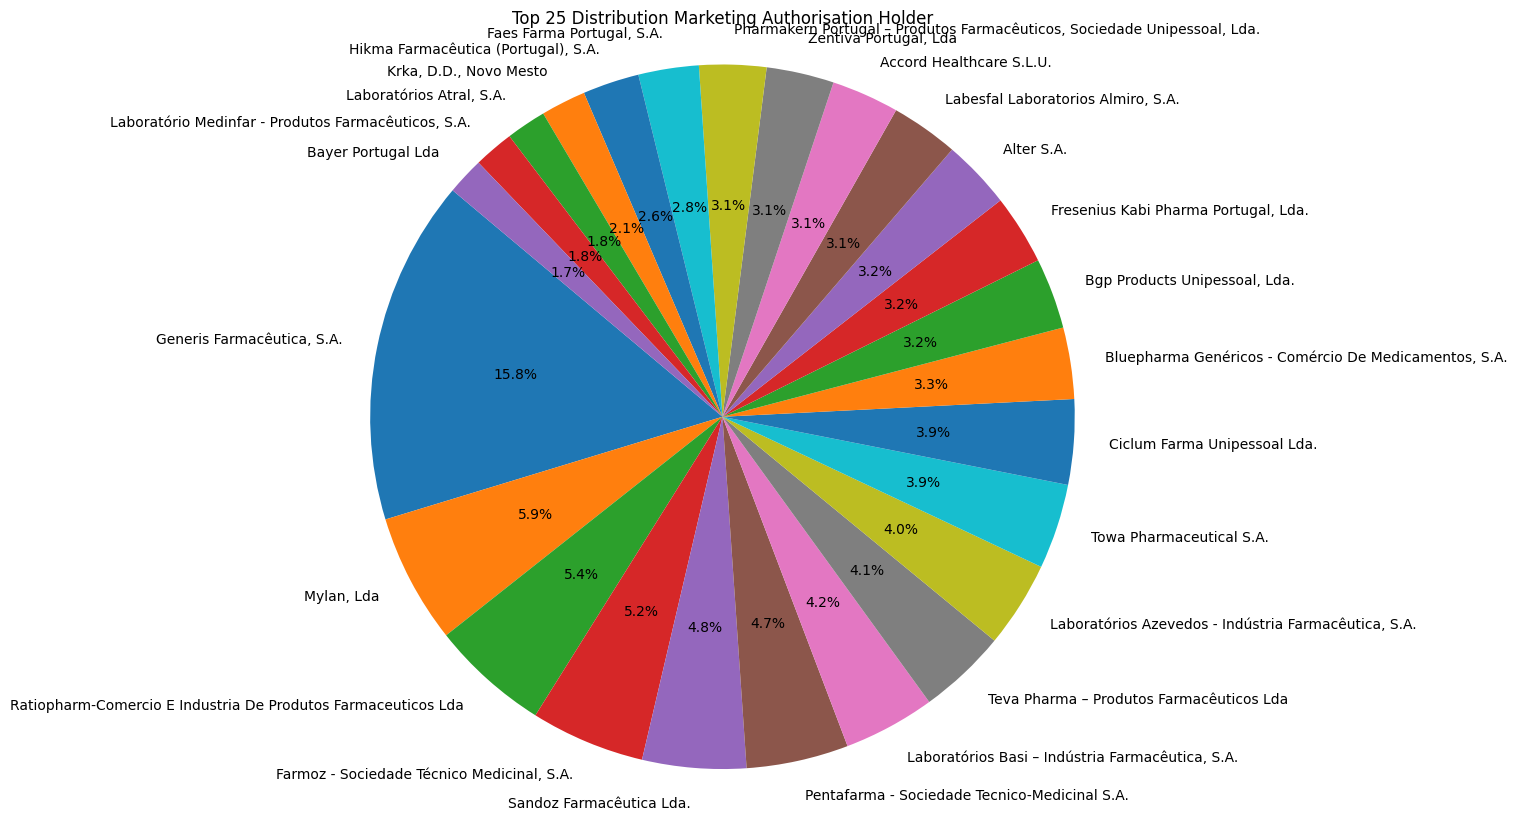 Top 25 Distribution Marketing Authorisation Holder
Pharmakern Portugal – Produtos Farmacêuticos, Sociedade Unipessoal, Lda.
Faes Farma Portugal, S.A.
Zentiva Portugal, Lda
Hikma Farmacêutica (Portugal), S.A.
Accord Healthcare S.L.U.
Krka, D.D., Novo Mesto
Laboratórios Atral, S.A.
Labesfal Laboratorios Almiro, S.A.
Laboratório Medinfar - Produtos Farmacêuticos, S.A.
Alter S.A.
Bayer Portugal Lda
Fresenius Kabi Pharma Portugal, Lda.
Bgp Products Unipessoal, Lda.
Generis Farmacêutica, S.A.
Bluepharma Genéricos - Comércio De Medicamentos, S.A.
Ciclum Farma Unipessoal Lda.
Towa Pharmaceutical S.A.
Mylan, Lda
Laboratórios Azevedos - Indústria Farmacêutica, S.A.
Ratiopharm-Comercio E Industria De Produtos Farmaceuticos Lda
Teva Pharma – Produtos Farmacêuticos Lda
Laboratórios Basi – Indústria Farmacêutica, S.A.
Farmoz - Sociedade Técnico Medicinal, S.A.
Pentafarma - Sociedade Tecnico-Medicinal S.A.
Sandoz Farmacêutica Lda.
15.8%
5.9%
5.4%
5.2%
4.8%
4.7%
4.2%
4.1%
4.0%
3.9%
3.9%
3.3%
3.2%
3.2%
3.2%
3.1%
3.1%
3.1%
3.1%
2.8%
2.6%
2.1%
1.8%
1.8%
1.7%